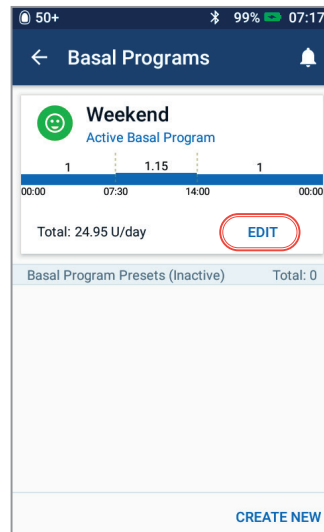 50+ 99% 07:17
Basal Programs
Weekend
Active Basal Program
1 1.15 1
00:00 07:30 14:00 00:00
Total: 24.95 U/day EDIT
Basal Program Presets (Inactive) Total: 0
CREATE NEW